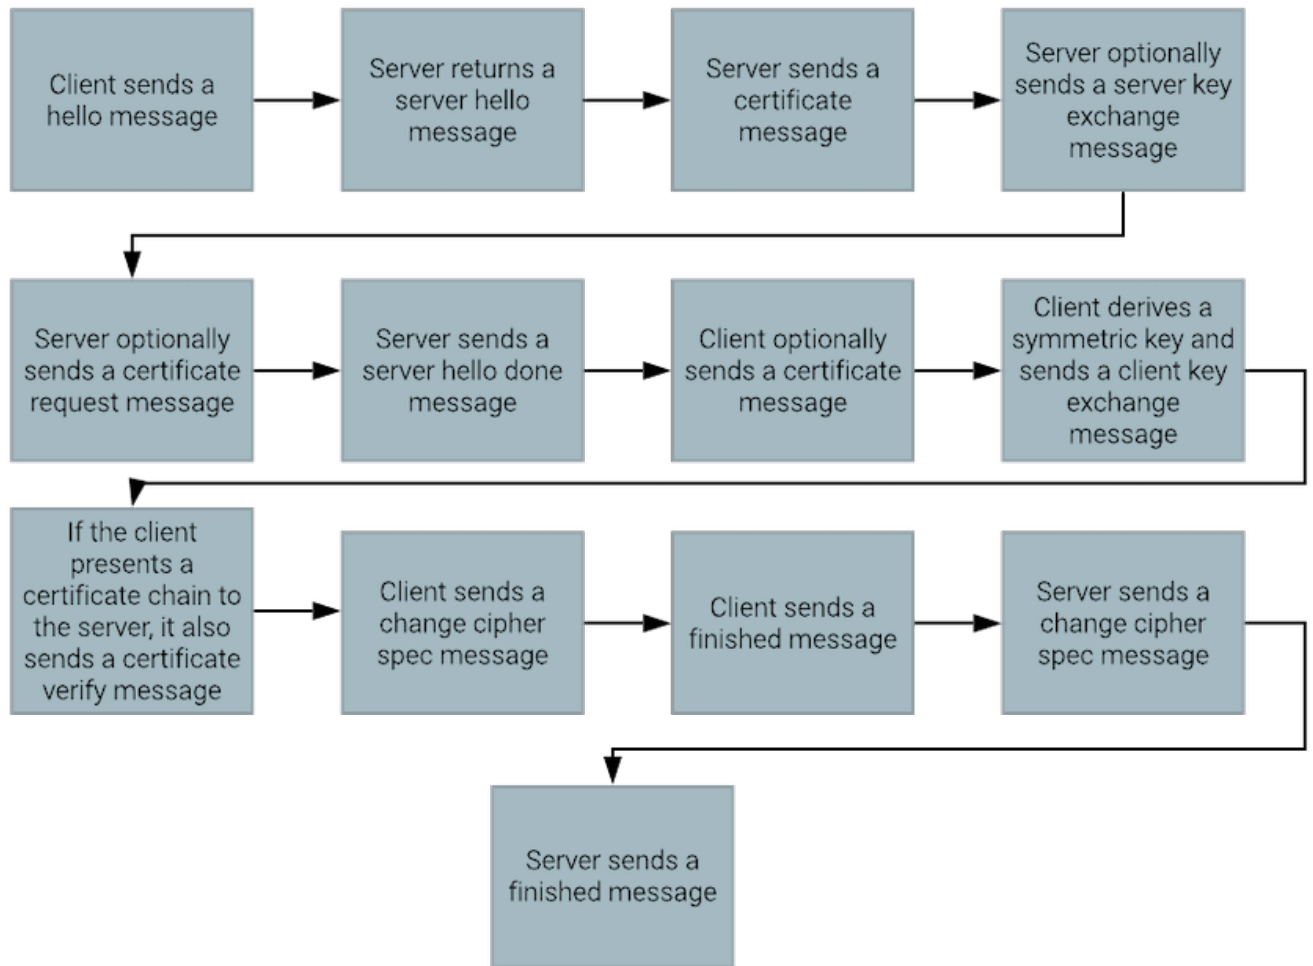 Client sends a
hello message
Server returns a
server hello
message
Server sends a
certificate
message
Server optionally
sends a server key
exchange
message
Server optionally
sends a certificate
request message
Server sends a
server hello done
message
Client optionally
sends a certificate
message
Client derives a
symmetric key and
sends a client key
exchange
message
If the client
presents a
certificate chain to
the server, it also
sends a certificate
verify message
Client sends a
change cipher
spec message
Client sends a
finished message
Server sends a
change cipher
spec message
Server sends a
finished message